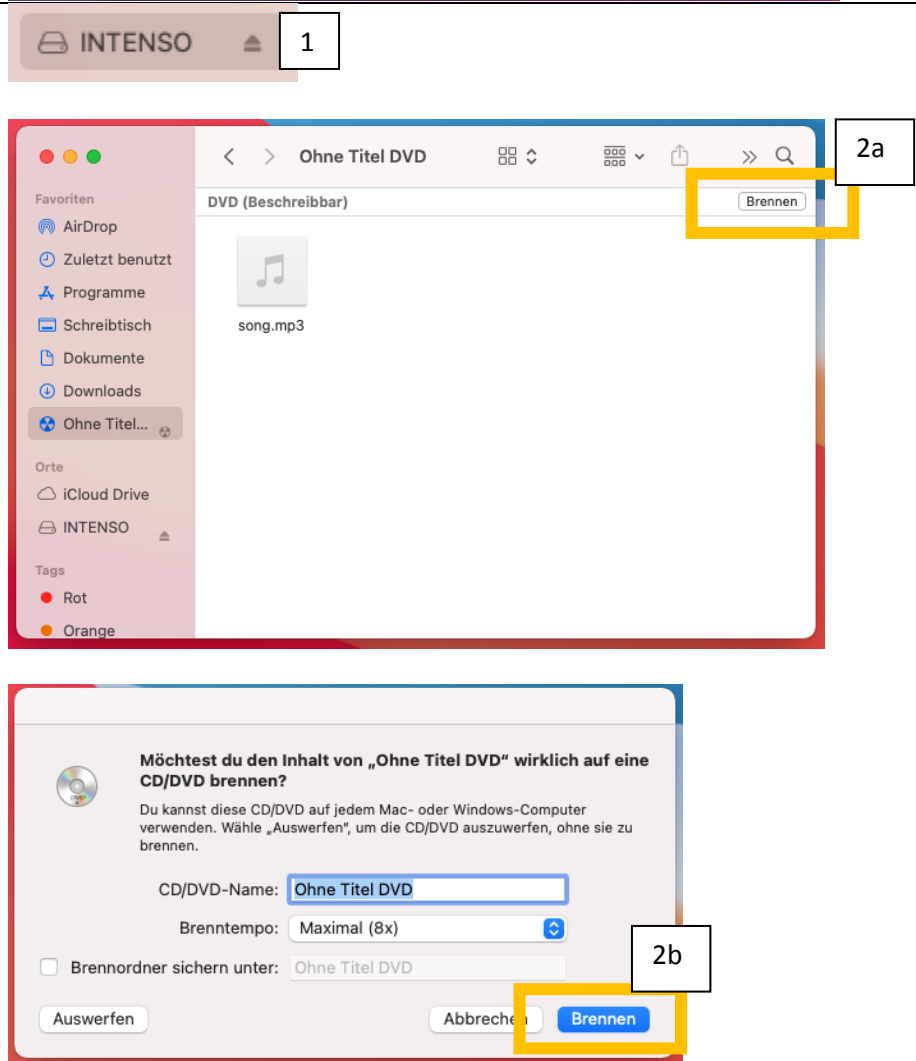 INTENSO
1
2a
Ohne Titel DVD
Favoriten
DVD (Beschreibbar)
Brennen
AirDrop
Zuletzt benutzt
Programme
song.mp3
Schreibtisch
Dokumente
Downloads
Ohne Titel...
Orte
iCloud Drive
INTENSO
Tags
Rot
Orange
Möchtest du den Inhalt von „Ohne Titel DVD“ wirklich auf eine
CD/DVD brennen?
Du kannst diese CD/DVD auf jedem Mac- oder Windows-Computer
verwenden. Wähle „Auswerfen“, um die CD/DVD auszuwerfen, ohne sie zu
brennen.
CD/DVD-Name: Ohne Titel DVD
Brenntempo: Maximal (8x)
2b
Brennordner sichern unter: Ohne Titel DVD
Auswerfen
Abbrechen
Brennen